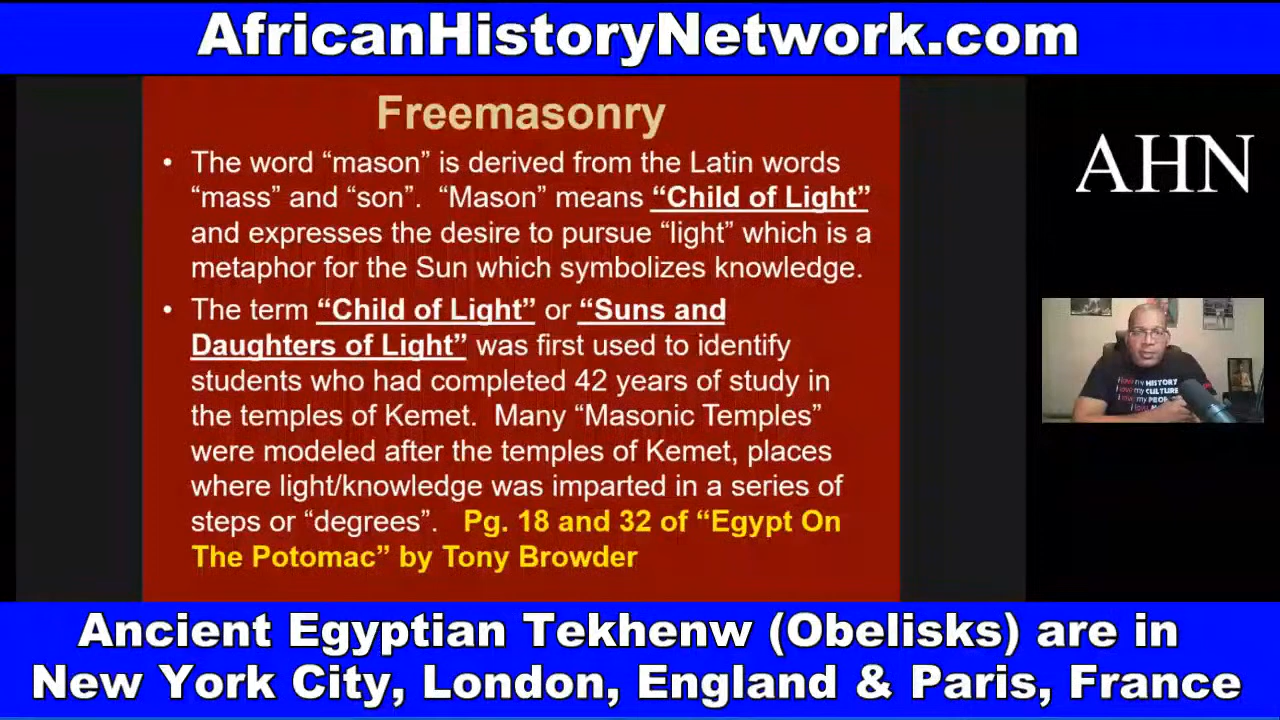 AfricanHistoryNetwork.com
Freemasonry
• The word “mason” is derived from the Latin words
“mass” and “son”. “Mason” means “Child of Light”
and expresses the desire to pursue “light” which is a
metaphor for the Sun which symbolizes knowledge.
• The term “Child of Light” or “Suns and
Daughters of Light” was first used to identify
students who had completed 42 years of study in
the temples of Kemet. Many “Masonic Temples”
were modeled after the temples of Kemet, places
where light/knowledge was imparted in a series of
steps or “degrees”. Pg. 18 and 32 of “Egypt On
The Potomac” by Tony Browder
AHN
my HISTORY
my CULTURE
my
Ancient Egyptian Tekhenw (Obelisks) are in
New York City, London, England & Paris, France